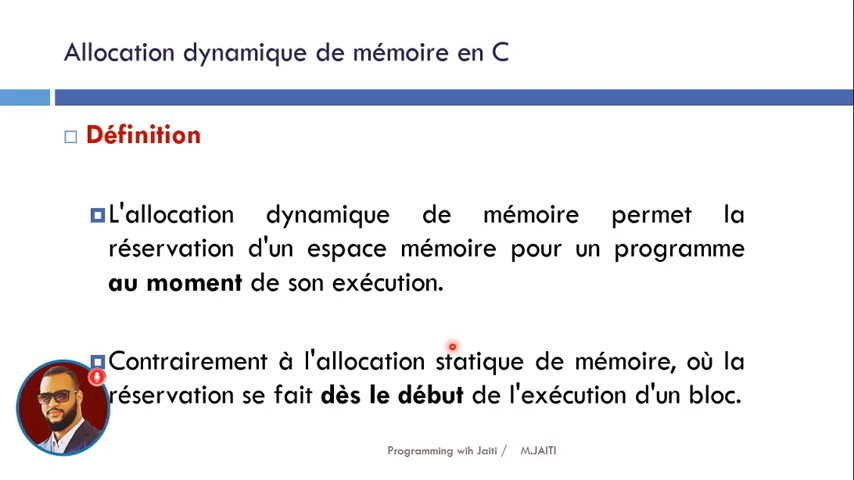 Allocation dynamique de mémoire en C
Définition
L'allocation dynamique de mémoire permet la
réservation d'un espace mémoire pour un programme
au moment de son exécution.
Contrairement à l'allocation statique de mémoire, où la
réservation se fait dès le début de l'exécution d'un bloc.
Programming wih Jaiti / M.JAITI